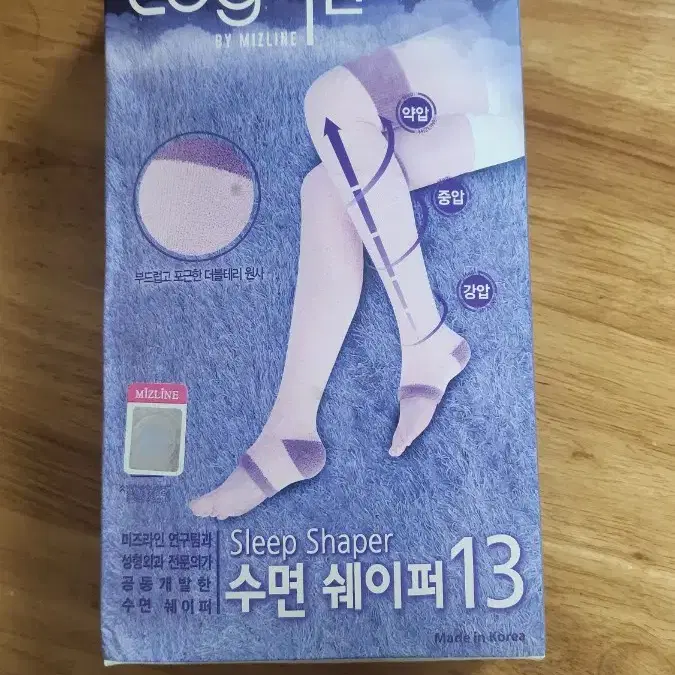 BY MIZLINE
약압
MIZLINE
중압
강압
부드럽고 포근한 더블테리 원사
MIZLINE
미즈라인 연구팀과
성형외과 전문의가
공동개발한
수면 쉐이퍼
Sleep Shaper
수면 쉐이퍼 13
Made in Korea